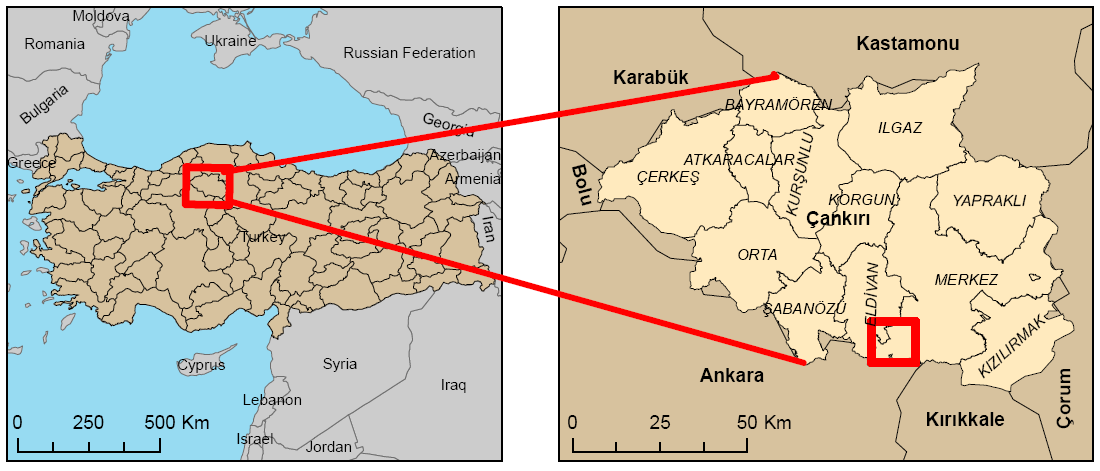 Moldova
Romania
Ukraine
Russian Federation
Bulgaria
Georgia
Greece
Azerbaijan
Armenia
Iran
Turkey
Cyprus
Syria
Lebanon
Iraq
Israel
Jordan
0 250 500 Km
Kastamonu
Karabük
BAYRAMÖREN
ILGAZ
ATKARACALAR
ÇERKEŞ
KURŞUNLU
Bolu
KORGUN
YAPRAKLI
Çankırı
ORTA
MERKEZ
ELDİVAN
ŞABANÖZÜ
KIZILIRMAK
Ankara
Kırıkkale
Çorum
0 25 50 Km